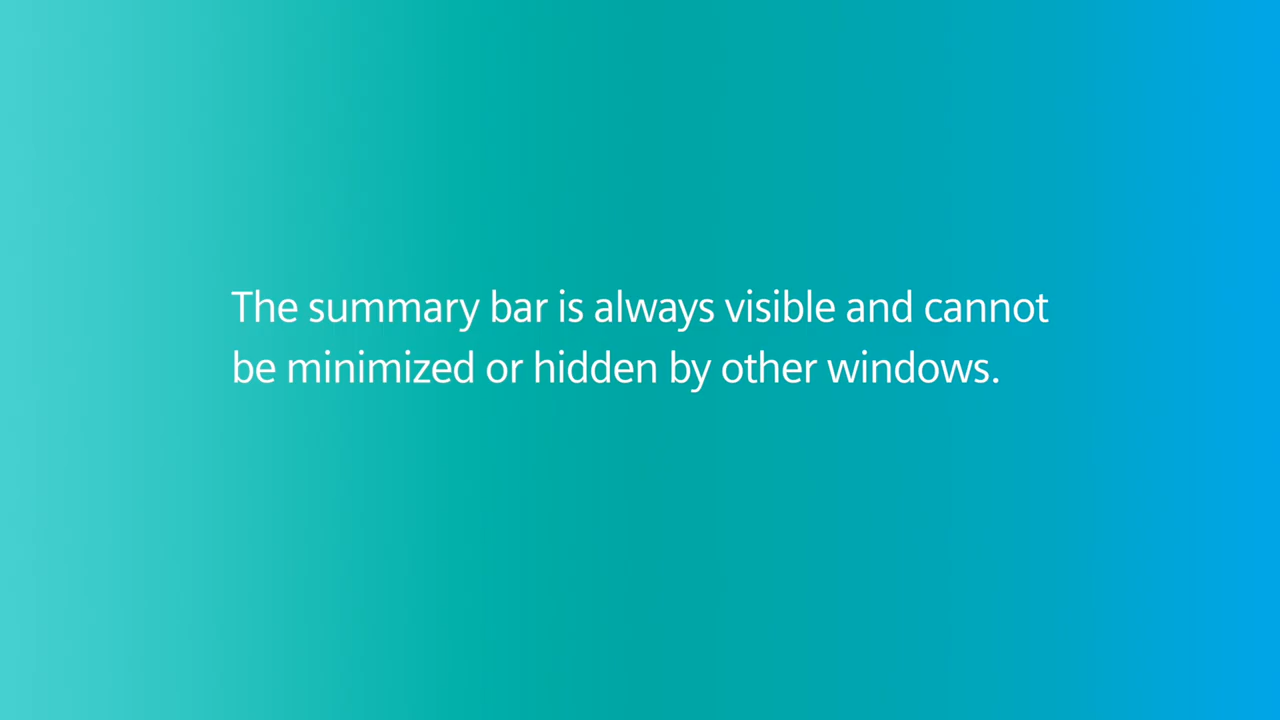 The summary bar is always visible and cannot
be minimized or hidden by other windows.